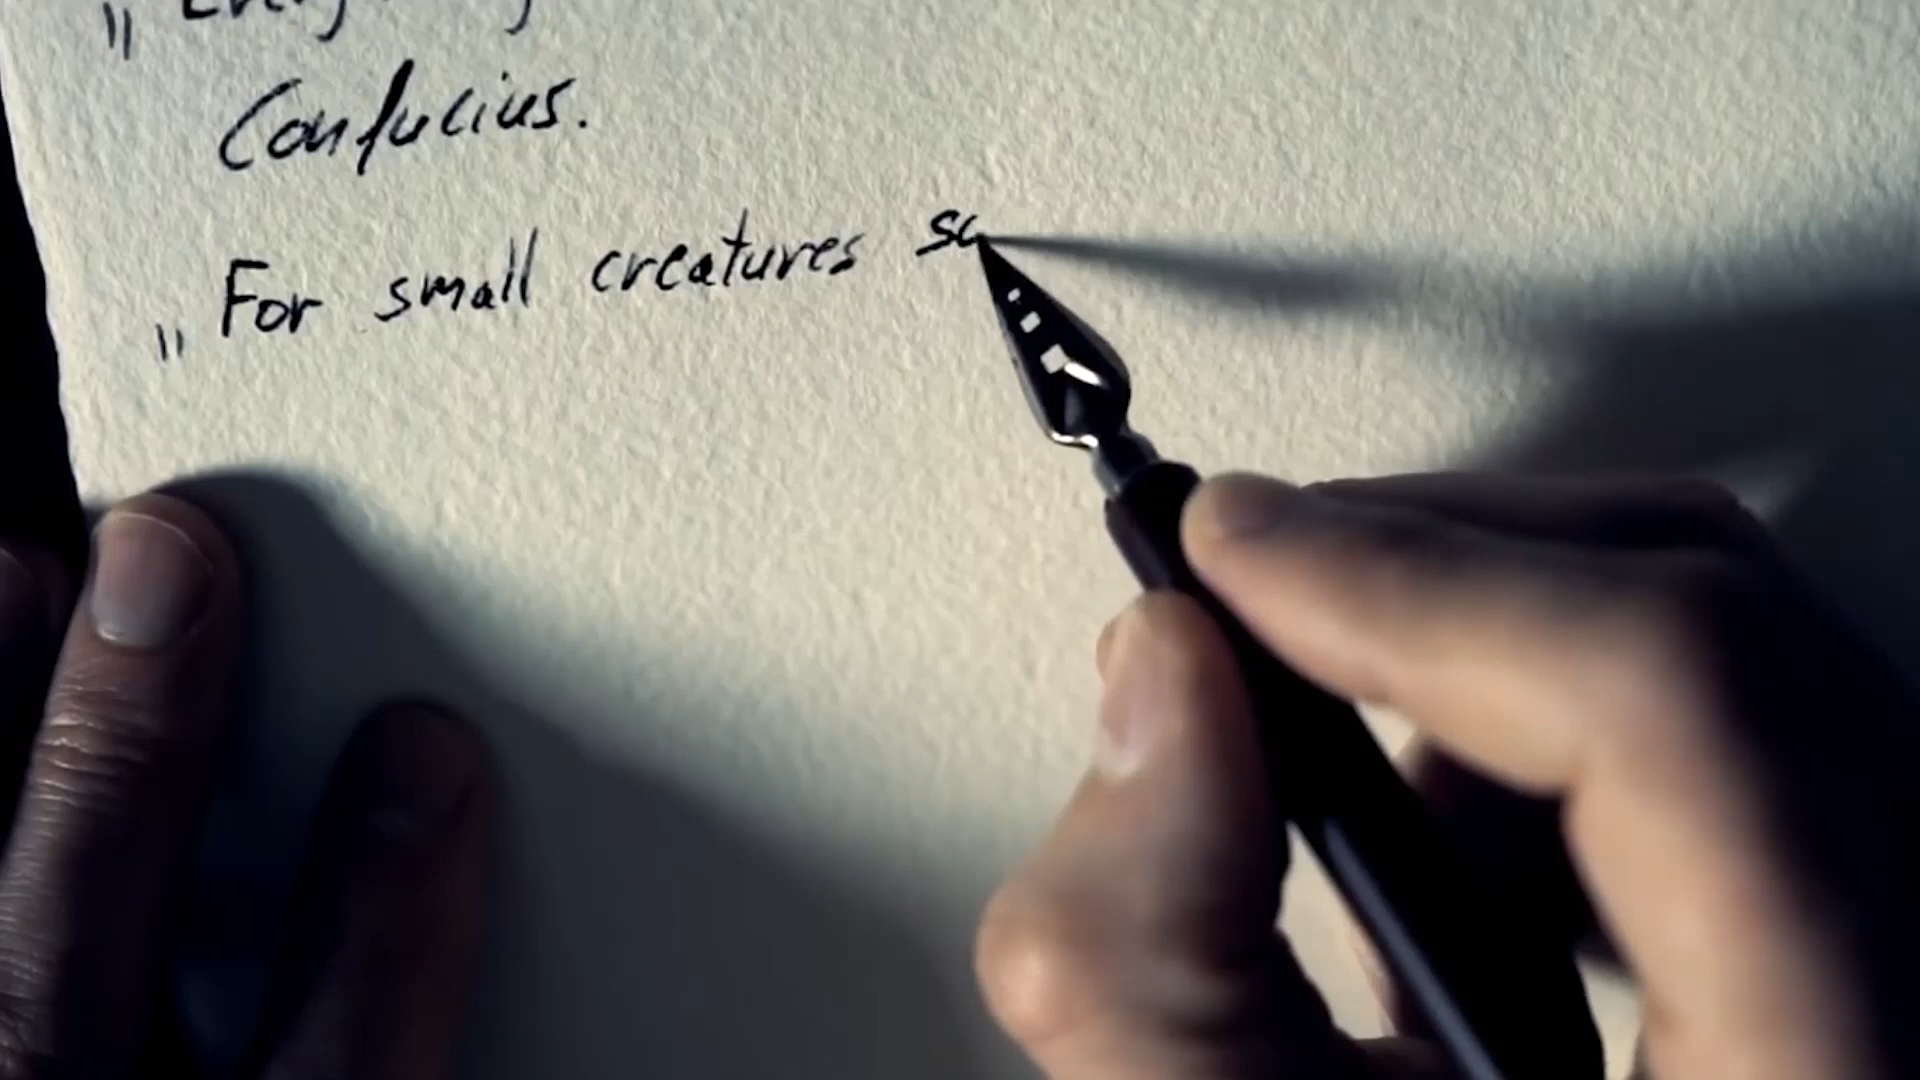 "
Confucius.
" For small creatures